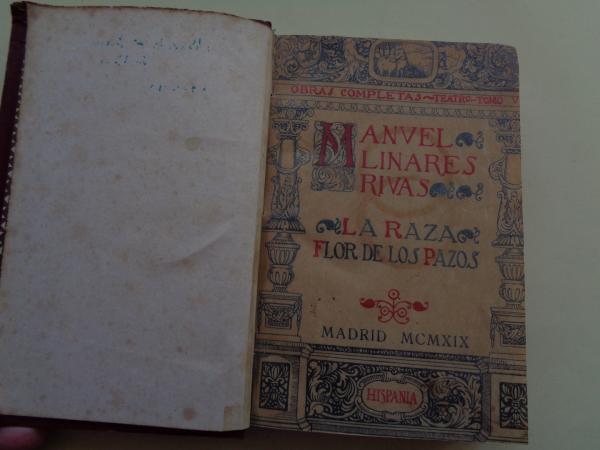 OBRAS COMPLETAS~TEATRO~TOMO V
MANVEL
LINARES
RIVAS
LA RAZA
FLOR DE LOS PAZOS
MADRID MCMXIX
HISPANIA